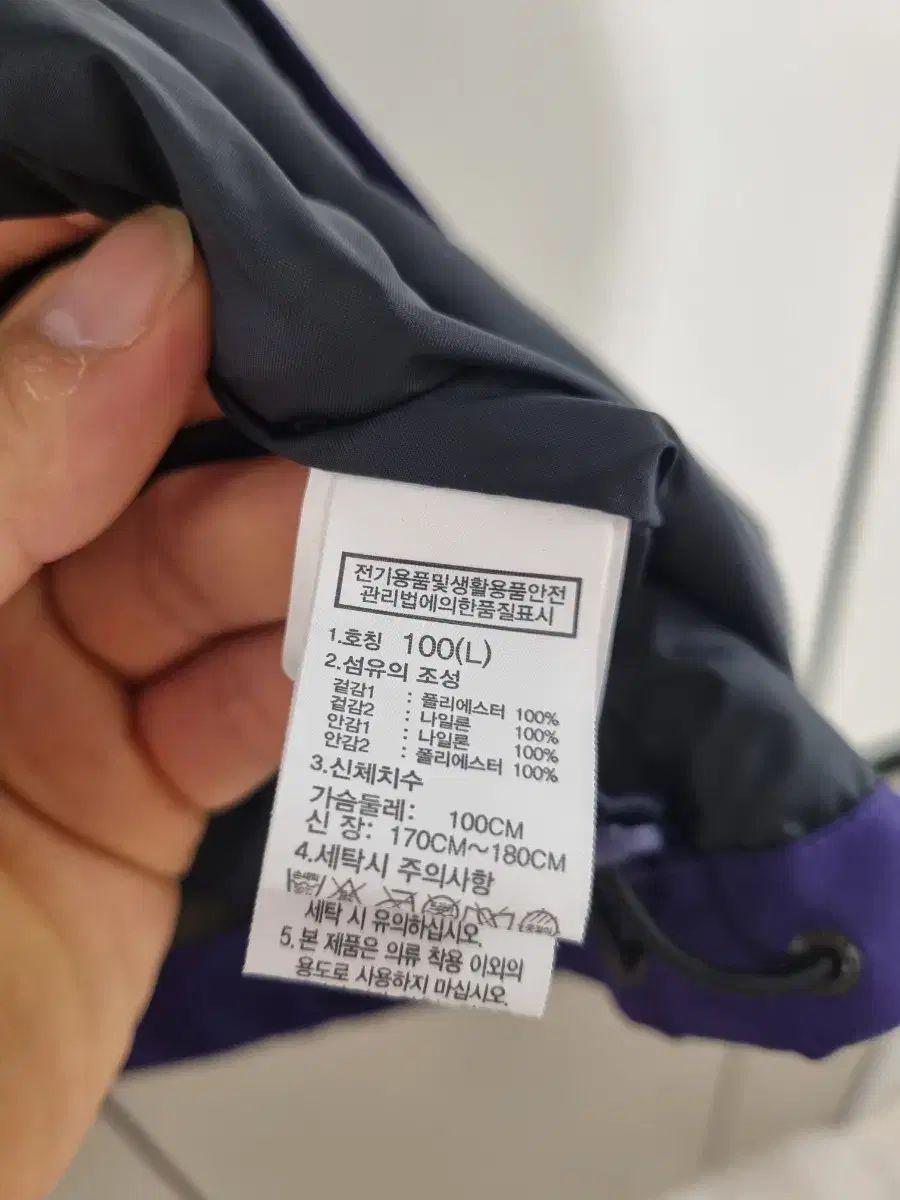 전기용품및생활용품안전
관리법에의한품질표시
1.호칭 100(L)
2.섬유의 조성
겉감1 : 폴리에스터 100%
겉감2 : 나일론 100%
안감1 : 나일론 100%
안감2 : 폴리에스터 100%
3.신체치수
가슴둘레: 100CM
신 장: 170CM~180CM
4.세탁시 주의사항
세탁 시 유의하십시오.
5.본 제품은 의류 착용 이외의
용도로 사용하지 마십시오.